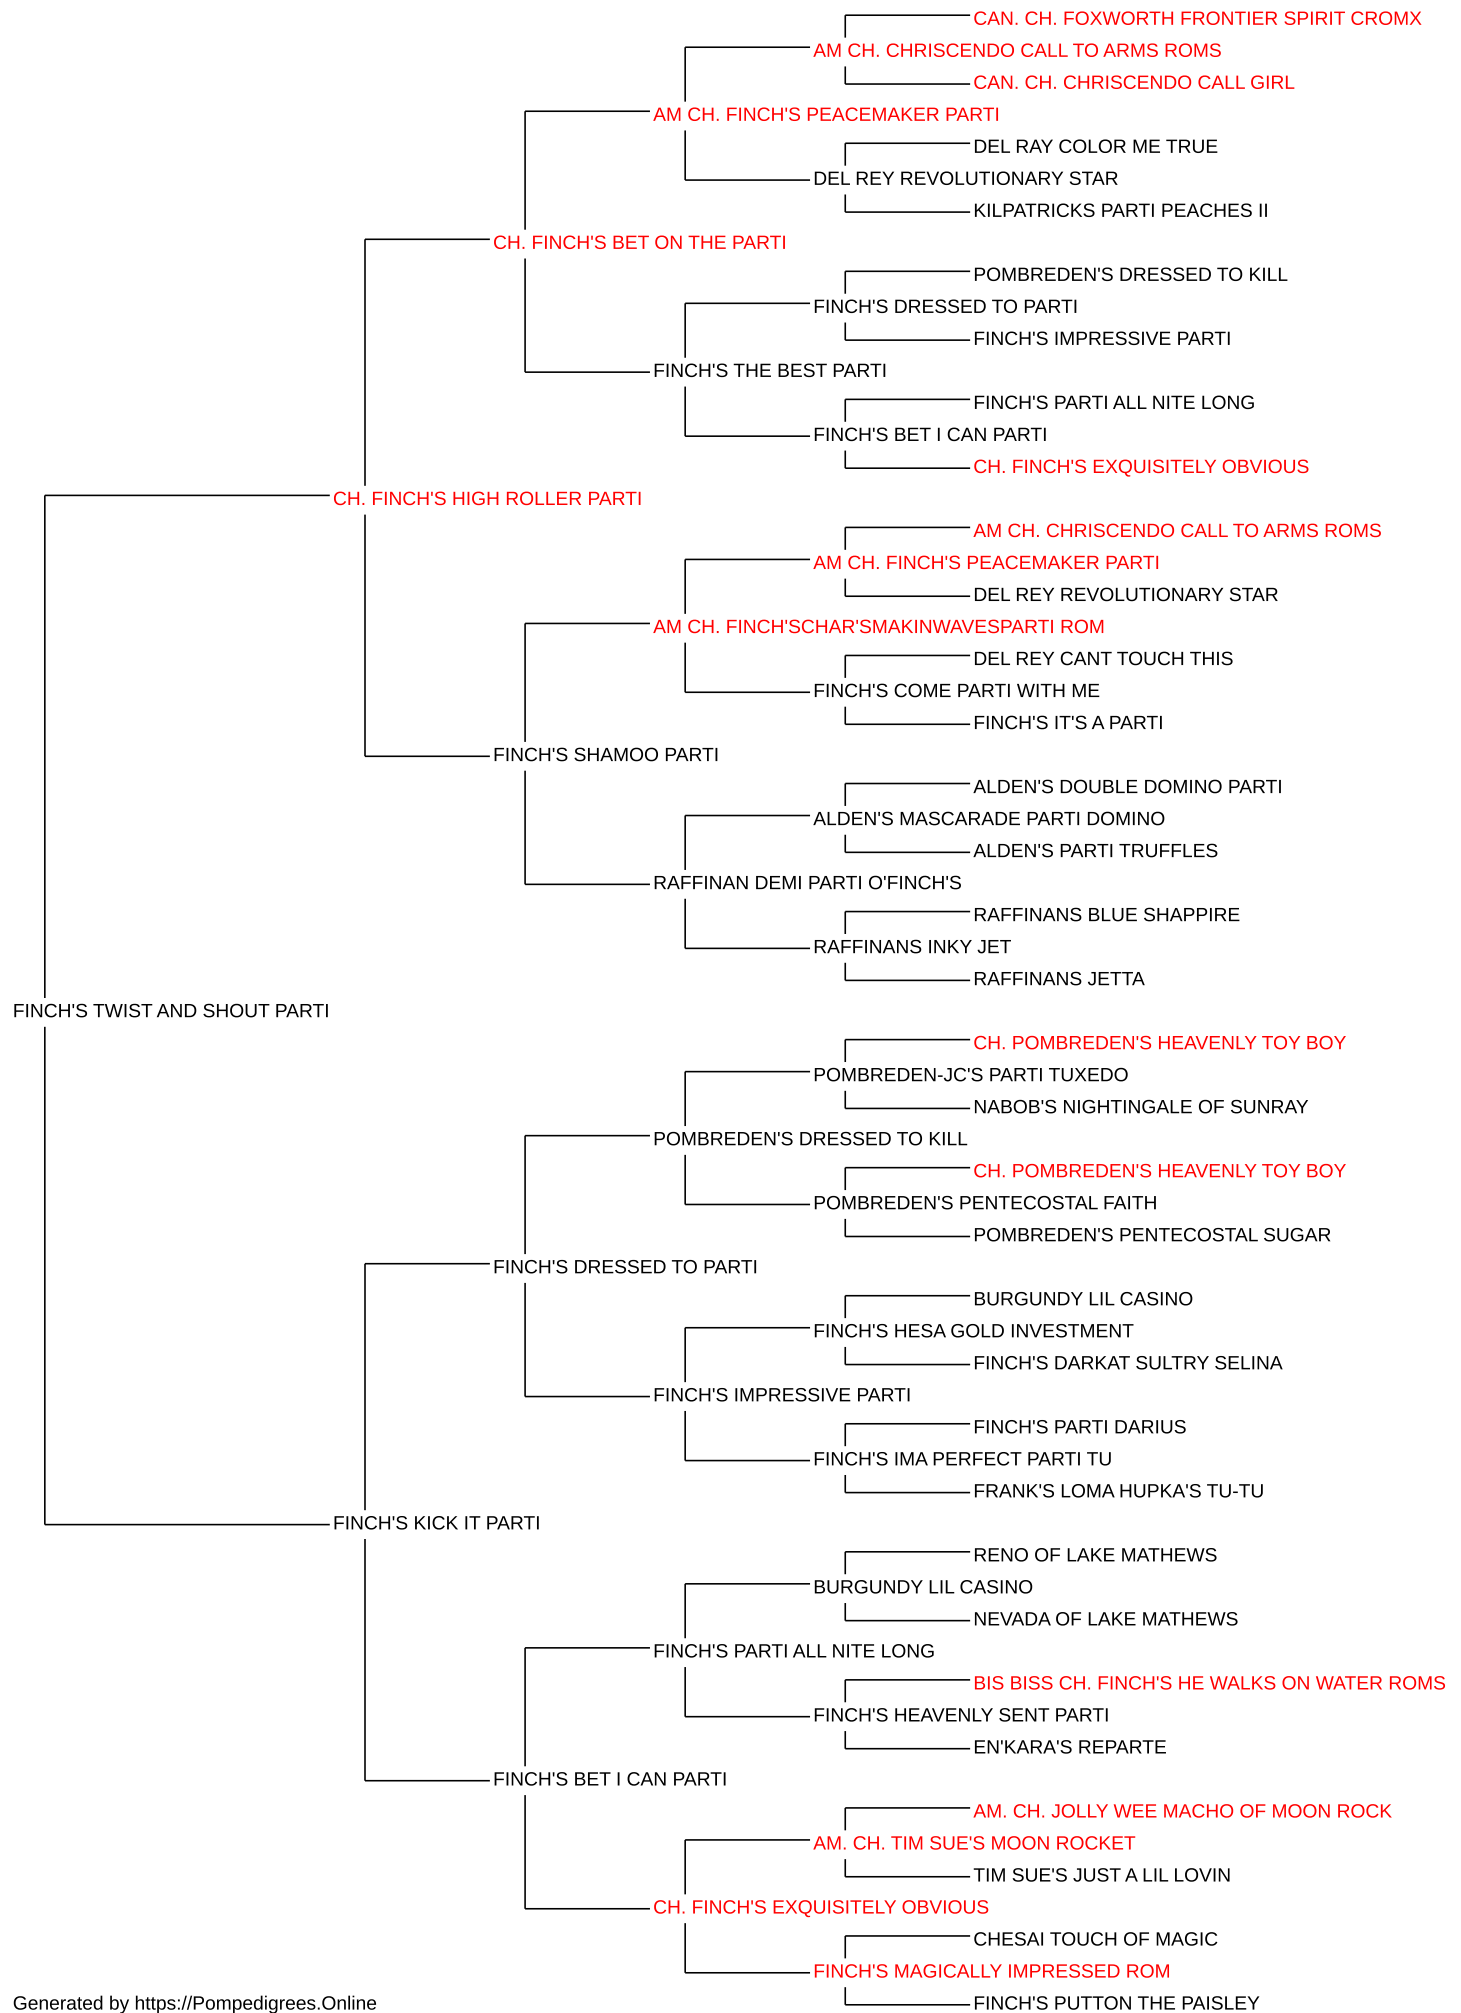 CAN. CH. FOXWORTH FRONTIER SPIRIT CROMX
AM CH. CHRISCENDO CALL TO ARMS ROMS
CAN. CH. CHRISCENDO CALL GIRL
AM CH. FINCH'S PEACEMAKER PARTI
DEL RAY COLOR ME TRUE
DEL REY REVOLUTIONARY STAR
KILPATRICKS PARTI PEACHES II
CH. FINCH'S BET ON THE PARTI
POMBREDEN'S DRESSED TO KILL
FINCH'S DRESSED TO PARTI
FINCH'S IMPRESSIVE PARTI
FINCH'S THE BEST PARTI
FINCH'S PARTI ALL NITE LONG
FINCH'S BET I CAN PARTI
CH. FINCH'S EXQUISITELY OBVIOUS
CH. FINCH'S HIGH ROLLER PARTI
AM CH. CHRISCENDO CALL TO ARMS ROMS
AM CH. FINCH'S PEACEMAKER PARTI
DEL REY REVOLUTIONARY STAR
AM CH. FINCH'SCHAR'SMAKINWAVESPARTI ROM
DEL REY CANT TOUCH THIS
FINCH'S COME PARTI WITH ME
FINCH'S IT'S A PARTI
FINCH'S SHAMOO PARTI
ALDEN'S DOUBLE DOMINO PARTI
ALDEN'S MASCARADE PARTI DOMINO
ALDEN'S PARTI TRUFFLES
RAFFINAN DEMI PARTI O'FINCH'S
RAFFINANS BLUE SHAPPIRE
RAFFINANS INKY JET
RAFFINANS JETTA
FINCH'S TWIST AND SHOUT PARTI
CH. POMBREDEN'S HEAVENLY TOY BOY
POMBREDEN-JC'S PARTI TUXEDO
NABOB'S NIGHTINGALE OF SUNRAY
POMBREDEN'S DRESSED TO KILL
CH. POMBREDEN'S HEAVENLY TOY BOY
POMBREDEN'S PENTECOSTAL FAITH
POMBREDEN'S PENTECOSTAL SUGAR
FINCH'S DRESSED TO PARTI
BURGUNDY LIL CASINO
FINCH'S HESA GOLD INVESTMENT
FINCH'S DARKAT SULTRY SELINA
FINCH'S IMPRESSIVE PARTI
FINCH'S PARTI DARIUS
FINCH'S IMA PERFECT PARTI TU
FRANK'S LOMA HUPKA'S TU-TU
FINCH'S KICK IT PARTI
RENO OF LAKE MATHEWS
BURGUNDY LIL CASINO
NEVADA OF LAKE MATHEWS
FINCH'S PARTI ALL NITE LONG
BIS BISS CH. FINCH'S HE WALKS ON WATER ROMS
FINCH'S HEAVENLY SENT PARTI
EN'KARA'S REPARTE
FINCH'S BET I CAN PARTI
AM. CH. JOLLY WEE MACHO OF MOON ROCK
AM. CH. TIM SUE'S MOON ROCKET
TIM SUE'S JUST A LIL LOVIN
CH. FINCH'S EXQUISITELY OBVIOUS
CHESAI TOUCH OF MAGIC
FINCH'S MAGICALLY IMPRESSED ROM
FINCH'S PUTTON THE PAISLEY
Generated by https://Pompedigrees.Online